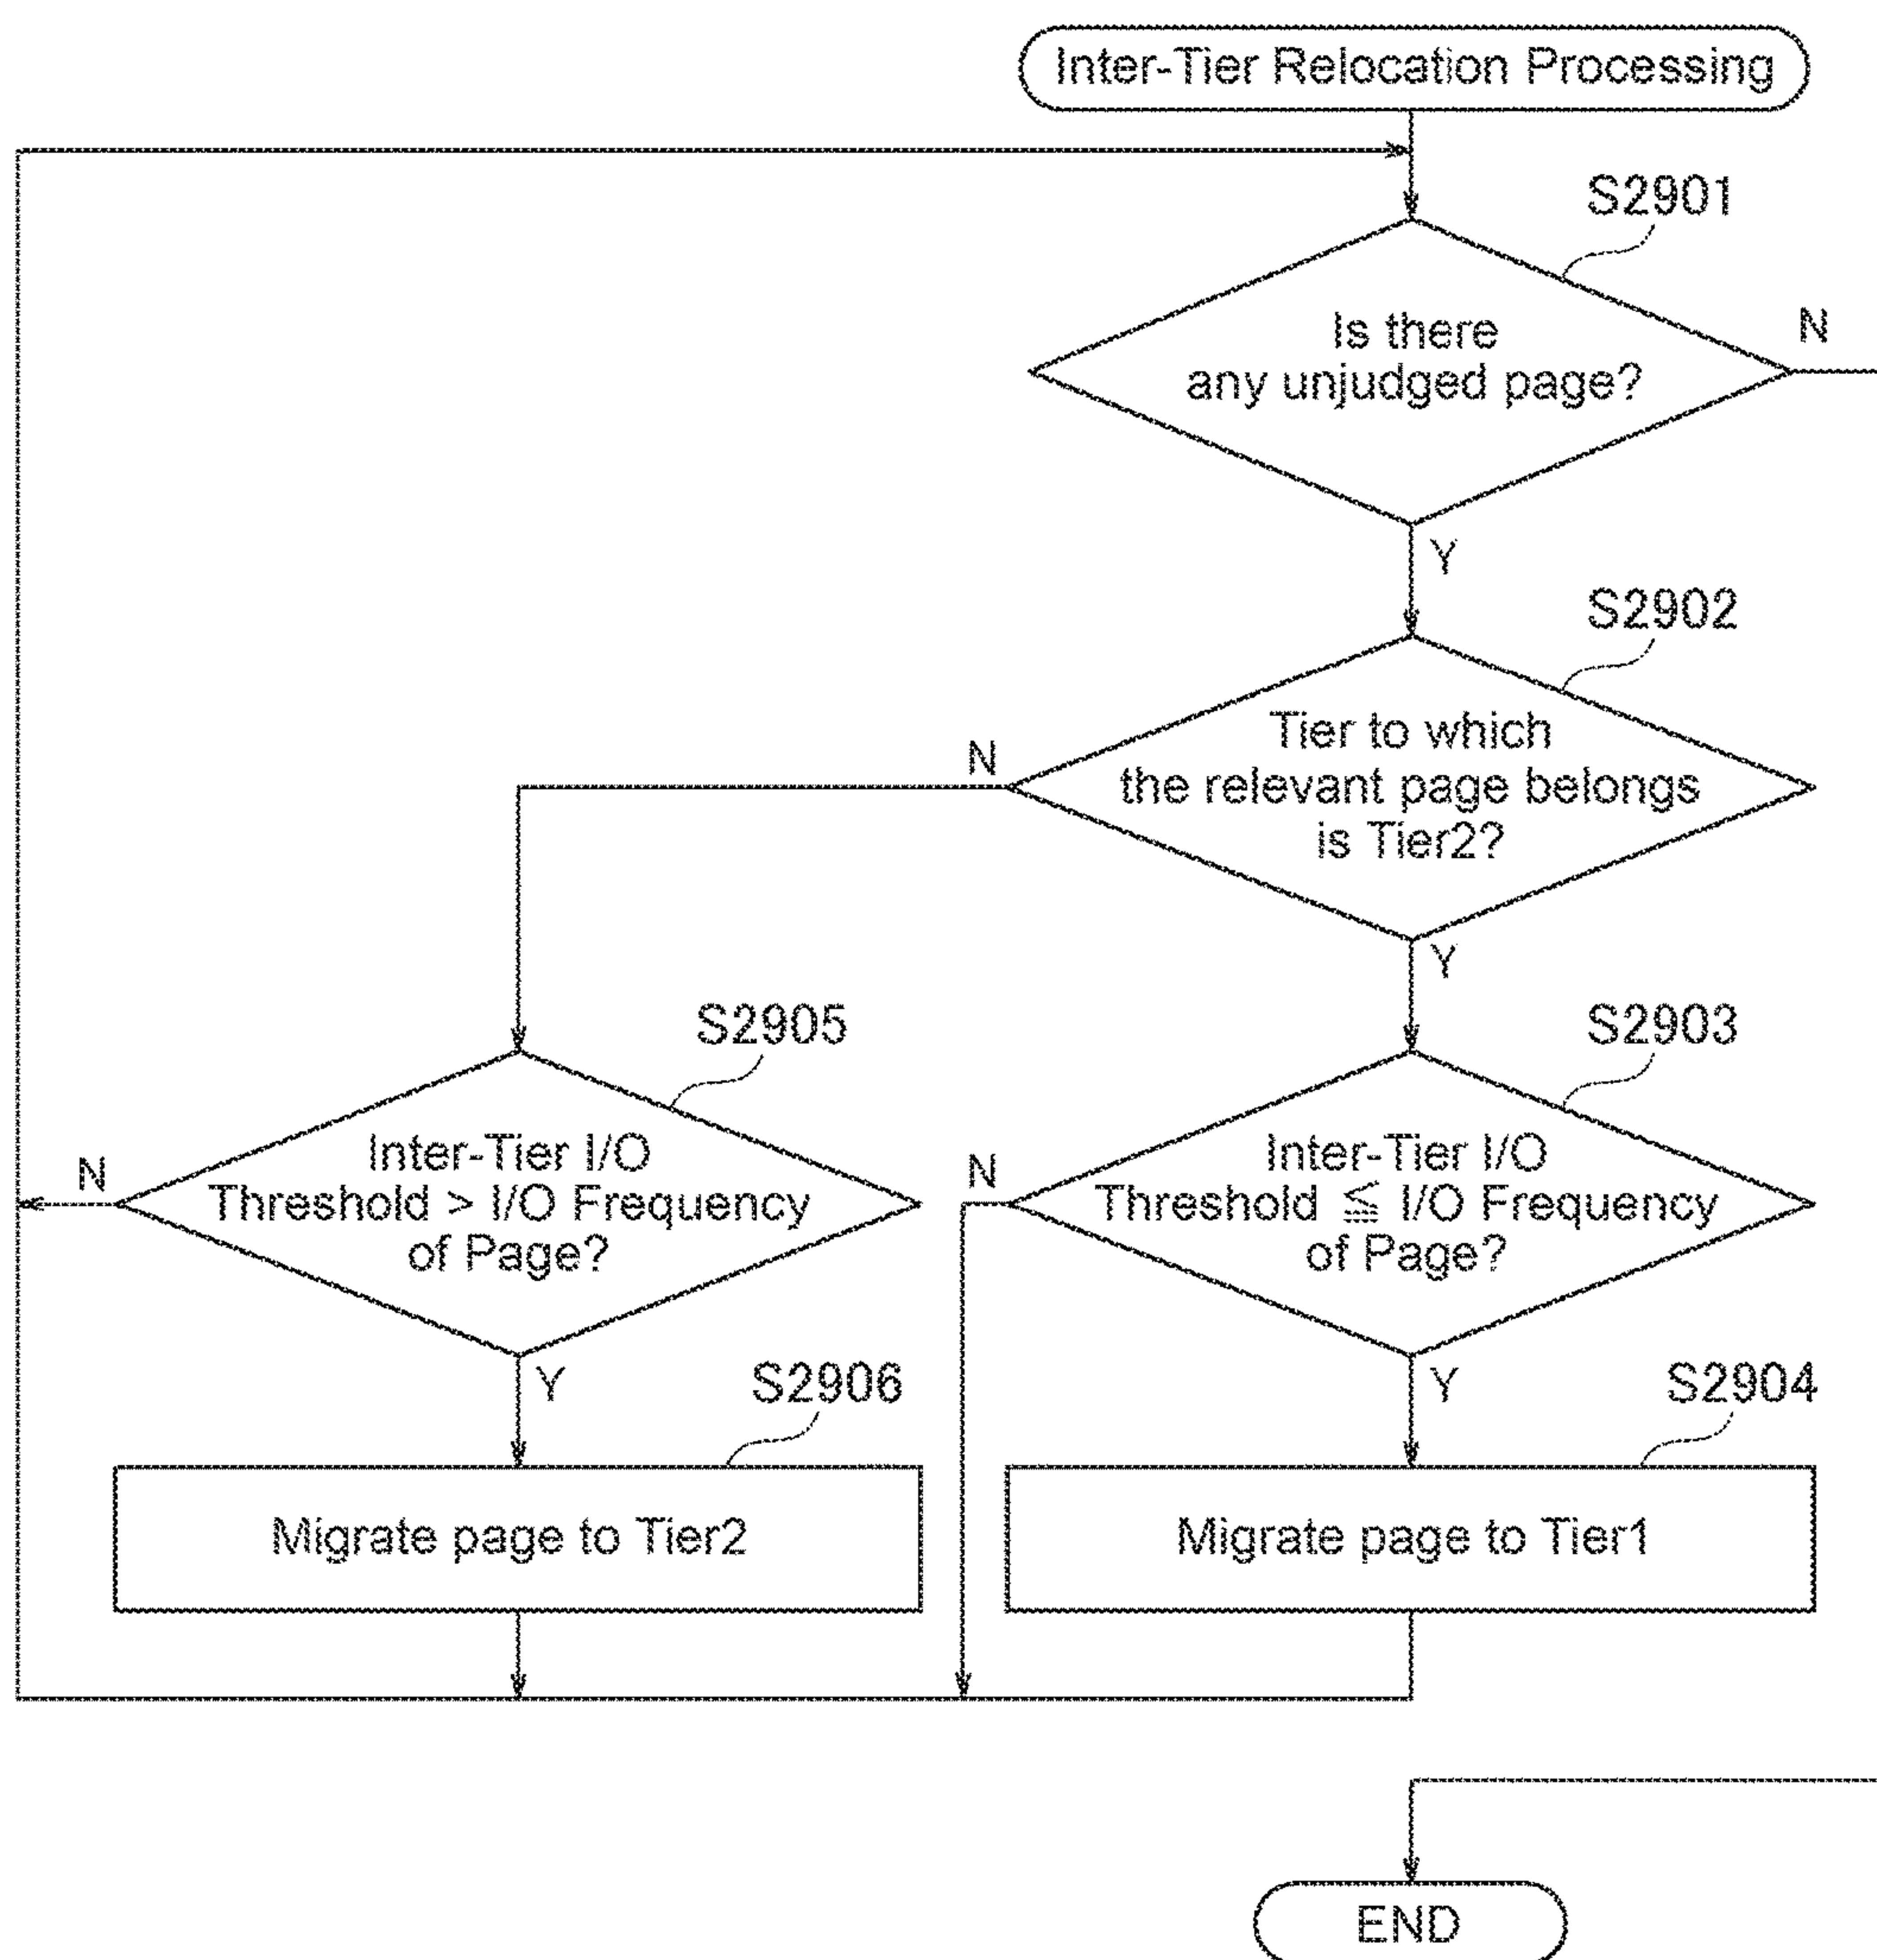 Inter-Tier Relocation Processing
S2901
Is there
any unjudged page?
N
Y
S2902
Tier to which
the relevant page belongs
is Tier2?
N
Y
S2905
Inter-Tier I/O
Threshold > I/O Frequency
of Page?
N
Y
S2903
Inter-Tier I/O
Threshold ≦ I/O Frequency
of Page?
N
Y
S2906
Migrate page to Tier2
S2904
Migrate page to Tier1
END